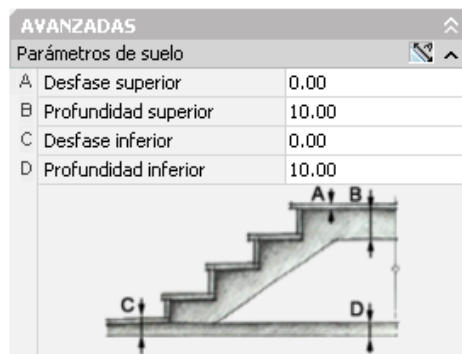 AVANZADAS
Parámetros de suelo
A Desfase superior 0.00
B Profundidad superior 10.00
C Desfase inferior 0.00
D Profundidad inferior 10.00
A B
C D